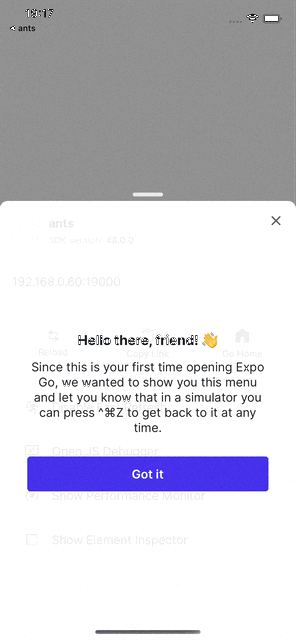 19:17
ants
ants
SDK version: 48.0.0
192.168.0.60:19000
Hello there, friend! 👋
Reload
Copy Link
Go Home
Since this is your first time opening Expo
Go, we wanted to show you this menu
and let you know that in a simulator you
can press ^⌘Z to get back to it at any
time.
Open JS Debugger
Got it
Show Performance Monitor
Show Element Inspector